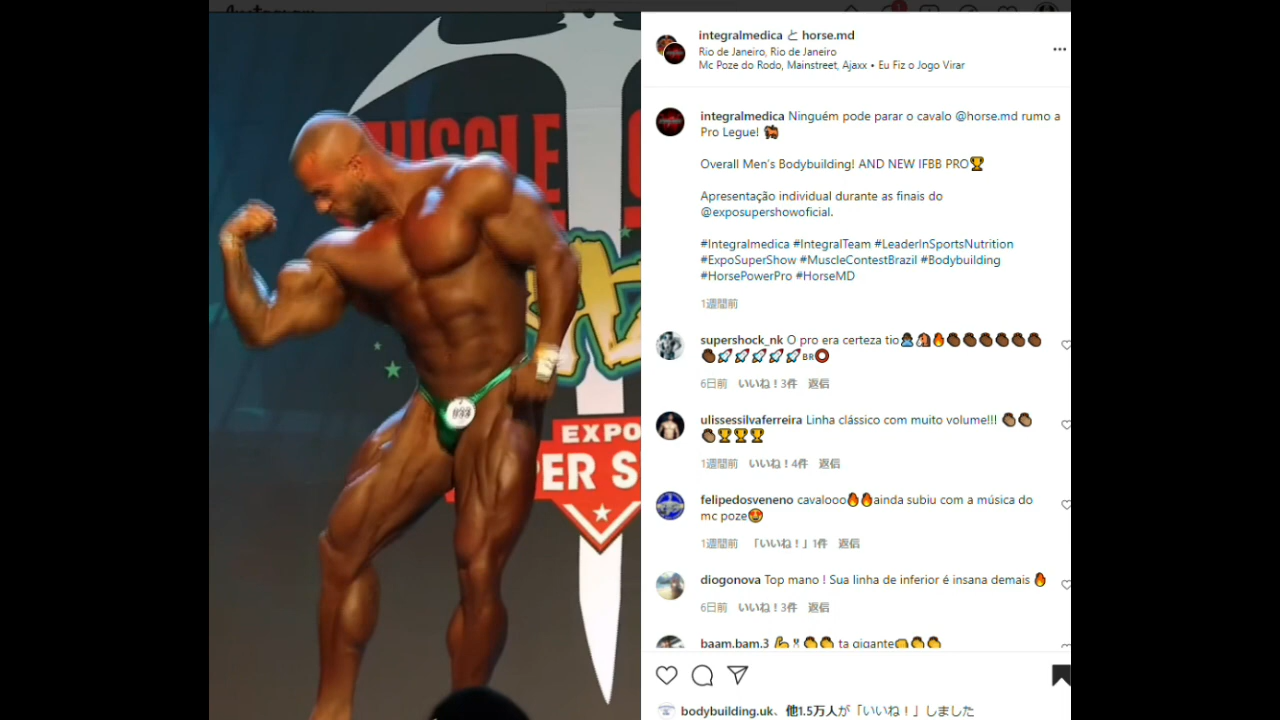 MUSCLE
EXPO
PER S
033
integralmedica と horse.md
Rio de Janeiro, Rio de Janeiro
Mc Poze do Rodo, Mainstreet, Ajaxx • Eu Fiz o Jogo Virar
integralmedica Ninguém pode parar o cavalo @horse.md rumo a
Pro Legue! 🐎
Overall Men's Bodybuilding! AND NEW IFBB PRO🏆
Apresentação individual durante as finais do
@exposupershowoficial.
#Integralmedica #IntegralTeam #LeaderInSportsNutrition
#ExpoSuperShow #MuscleContestBrazil #Bodybuilding
#HorsePowerPro #HorseMD
1週間前
supershock_nk O pro era certeza tio
BR⭕
6日前 いいね！3件 返信
ulissessilvaferreira Linha clássico com muito volume!!!
🏆🏆🏆
1週間前 いいね！4件 返信
felipedosveneno cavalooo🔥🔥ainda subiu com a música do
mc poze😍
1週間前 「いいね！」1件 返信
diogonova Top mano ! Sua linha de inferior é insana demais 🔥
6日前 いいね！3件 返信
baam.bam.3 ta gigante
bodybuilding.uk、他1.5万人が「いいね！」しました